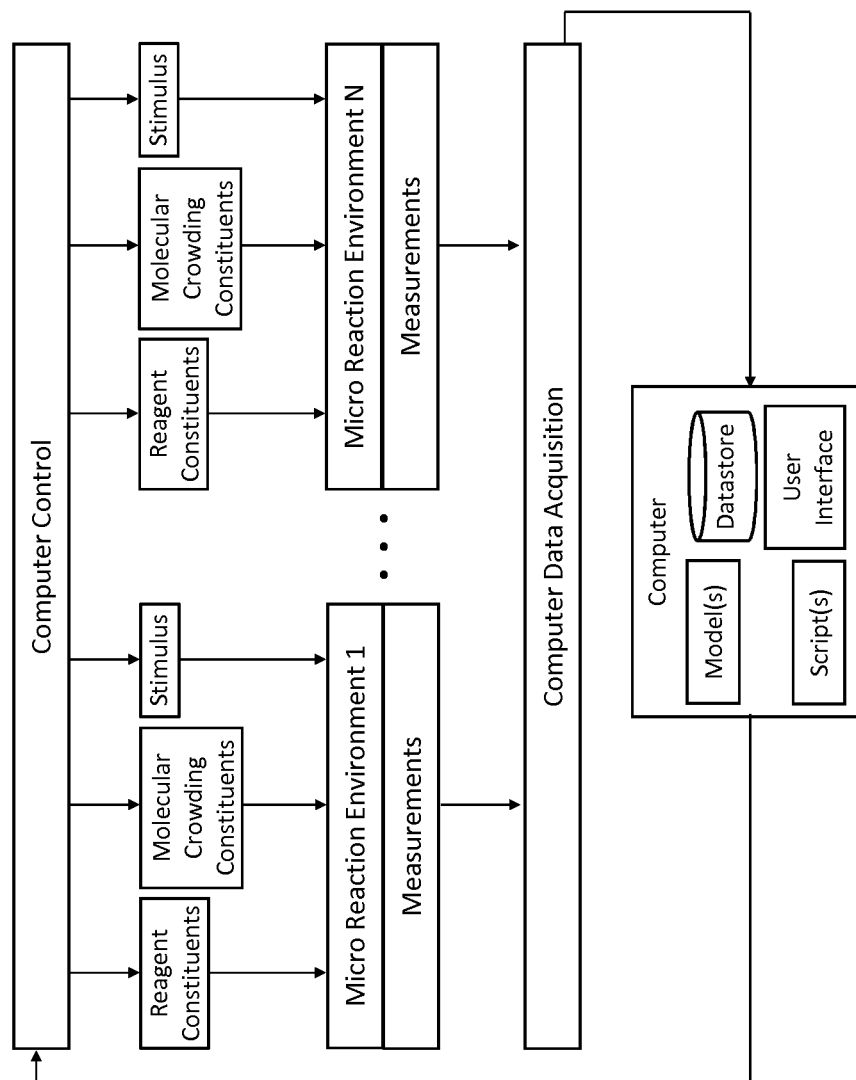 Computer Control
Reagent
Constituents
Molecular
Crowding
Constituents
Stimulus
Reagent
Constituents
Molecular
Crowding
Constituents
Stimulus
Micro Reaction Environment 1
Measurements
Micro Reaction Environment N
Measurements
Computer Data Acquisition
Computer
Model(s)
Datastore
Script(s)
User
Interface